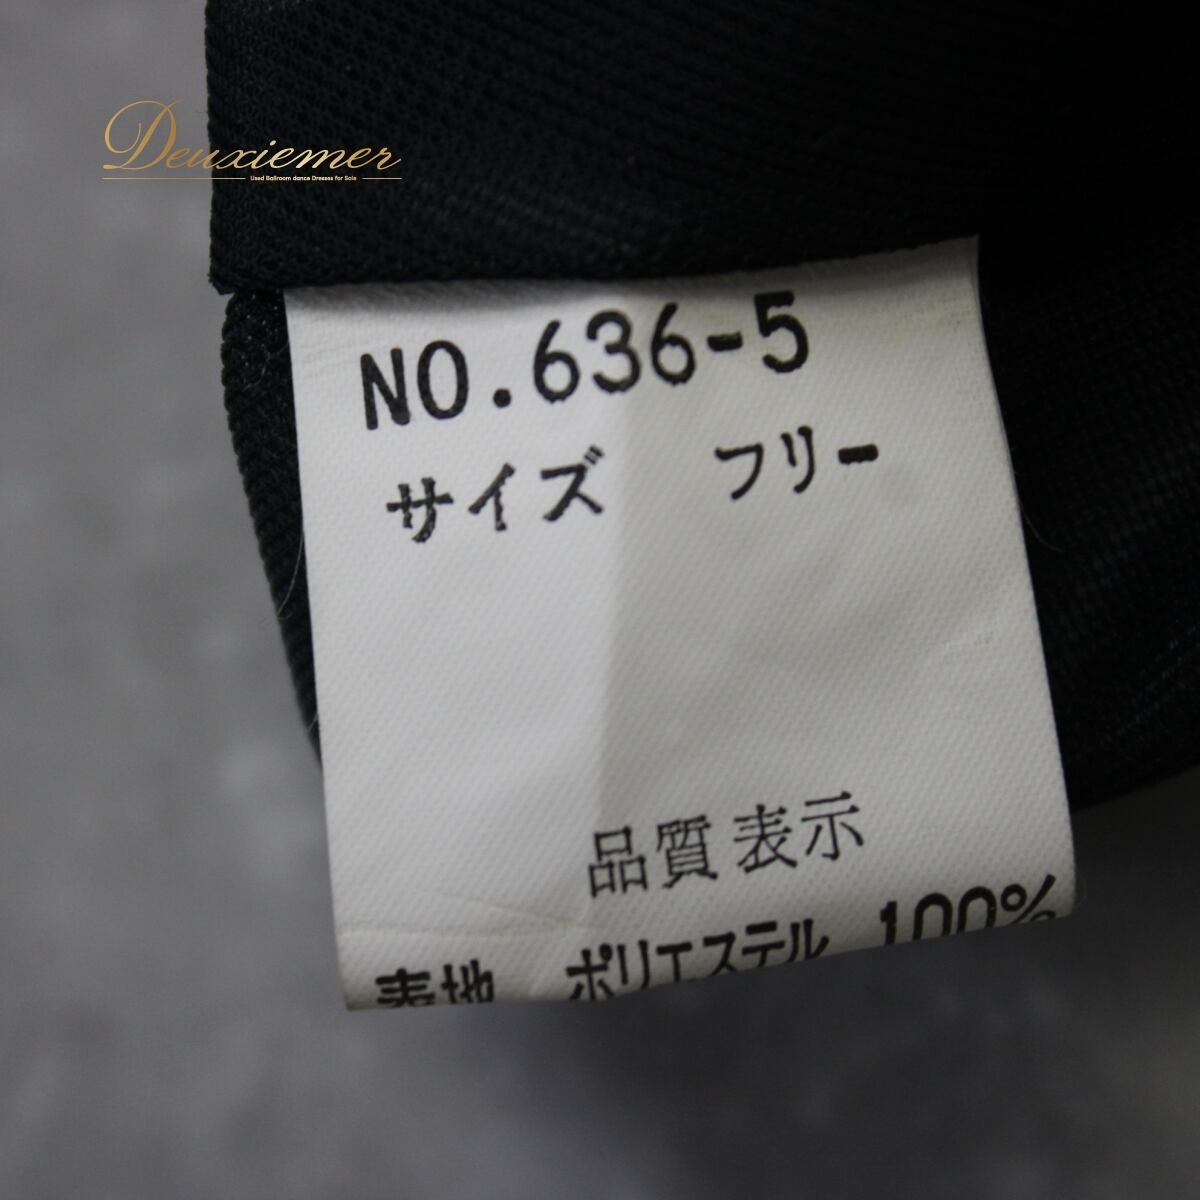 Deuxiemer
Used Ballroom dance Dresses for Sale
NO.636-5
サイズ フリー
品質表示
表地 ポリエステル 100%